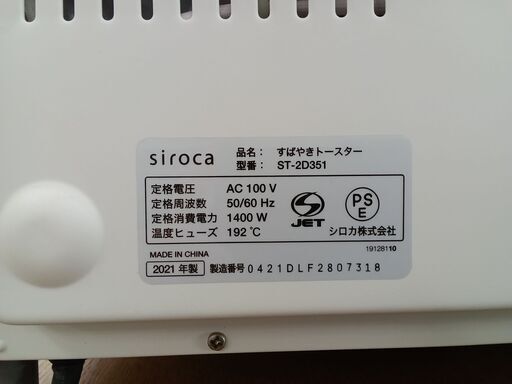 siroca
品名： すばやきトースター
型番： ST-2D351
定格電圧 AC 100 V
定格周波数 50/60 Hz
定格消費電力 1400 W
温度ヒューズ 192 ℃
JET
PS
E
シロカ株式会社
19128110
MADE IN CHINA
2021 年製 製造番号 0421DLF2807318